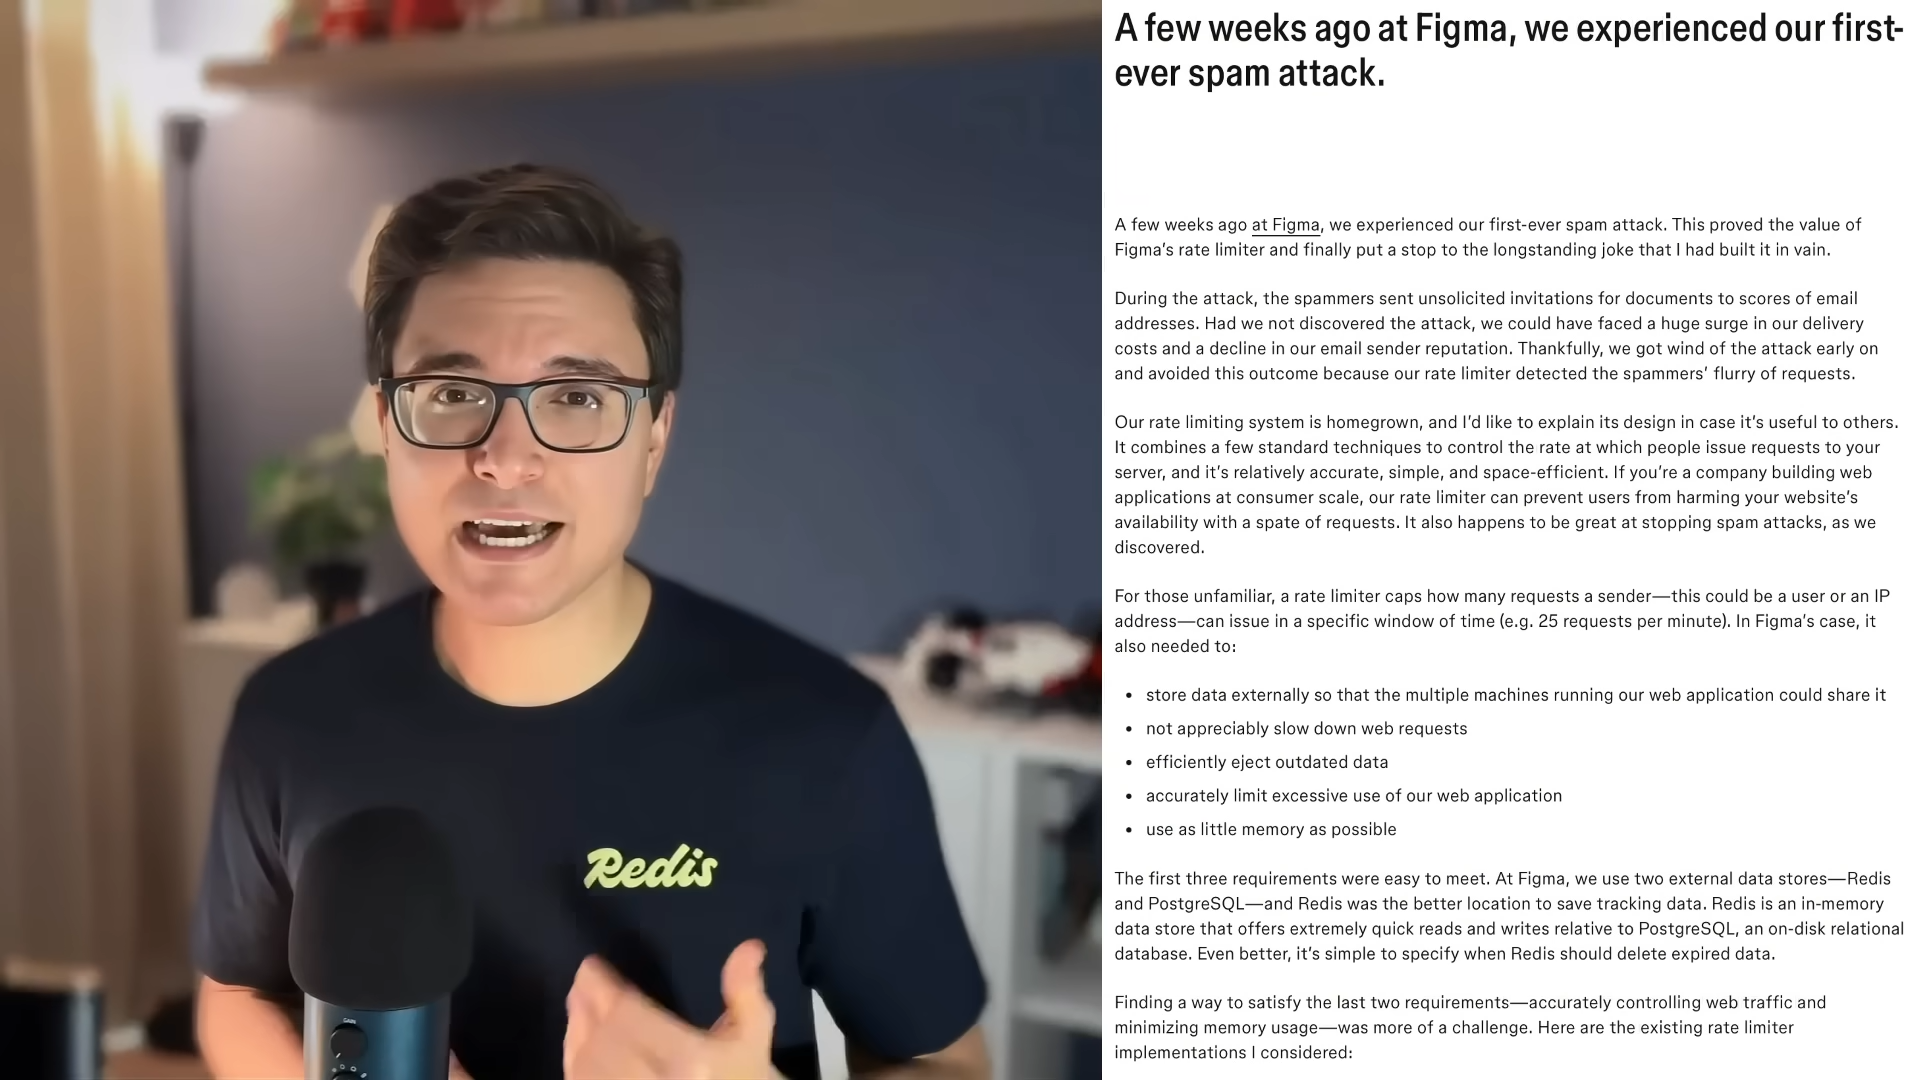 A few weeks ago at Figma, we experienced our first-
ever spam attack.
A few weeks ago at Figma, we experienced our first-ever spam attack. This proved the value of
Figma’s rate limiter and finally put a stop to the longstanding joke that I had built it in vain.
During the attack, the spammers sent unsolicited invitations for documents to scores of email
addresses. Had we not discovered the attack, we could have faced a huge surge in our delivery
costs and a decline in our email sender reputation. Thankfully, we got wind of the attack early on
and avoided this outcome because our rate limiter detected the spammers’ flurry of requests.
Our rate limiting system is homegrown, and I’d like to explain its design in case it’s useful to others.
It combines a few standard techniques to control the rate at which people issue requests to your
server, and it’s relatively accurate, simple, and space-efficient. If you’re a company building web
applications at consumer scale, our rate limiter can prevent users from harming your website’s
availability with a spate of requests. It also happens to be great at stopping spam attacks, as we
discovered.
For those unfamiliar, a rate limiter caps how many requests a sender—this could be a user or an IP
address—can issue in a specific window of time (e.g. 25 requests per minute). In Figma’s case, it
also needed to:
• store data externally so that the multiple machines running our web application could share it
• not appreciably slow down web requests
• efficiently eject outdated data
• accurately limit excessive use of our web application
• use as little memory as possible
The first three requirements were easy to meet. At Figma, we use two external data stores—Redis
and PostgreSQL—and Redis was the better location to save tracking data. Redis is an in-memory
data store that offers extremely quick reads and writes relative to PostgreSQL, an on-disk relational
database. Even better, it’s simple to specify when Redis should delete expired data.
Finding a way to satisfy the last two requirements—accurately controlling web traffic and
minimizing memory usage—was more of a challenge. Here are the existing rate limiter
implementations I considered:
Redis
GAIN